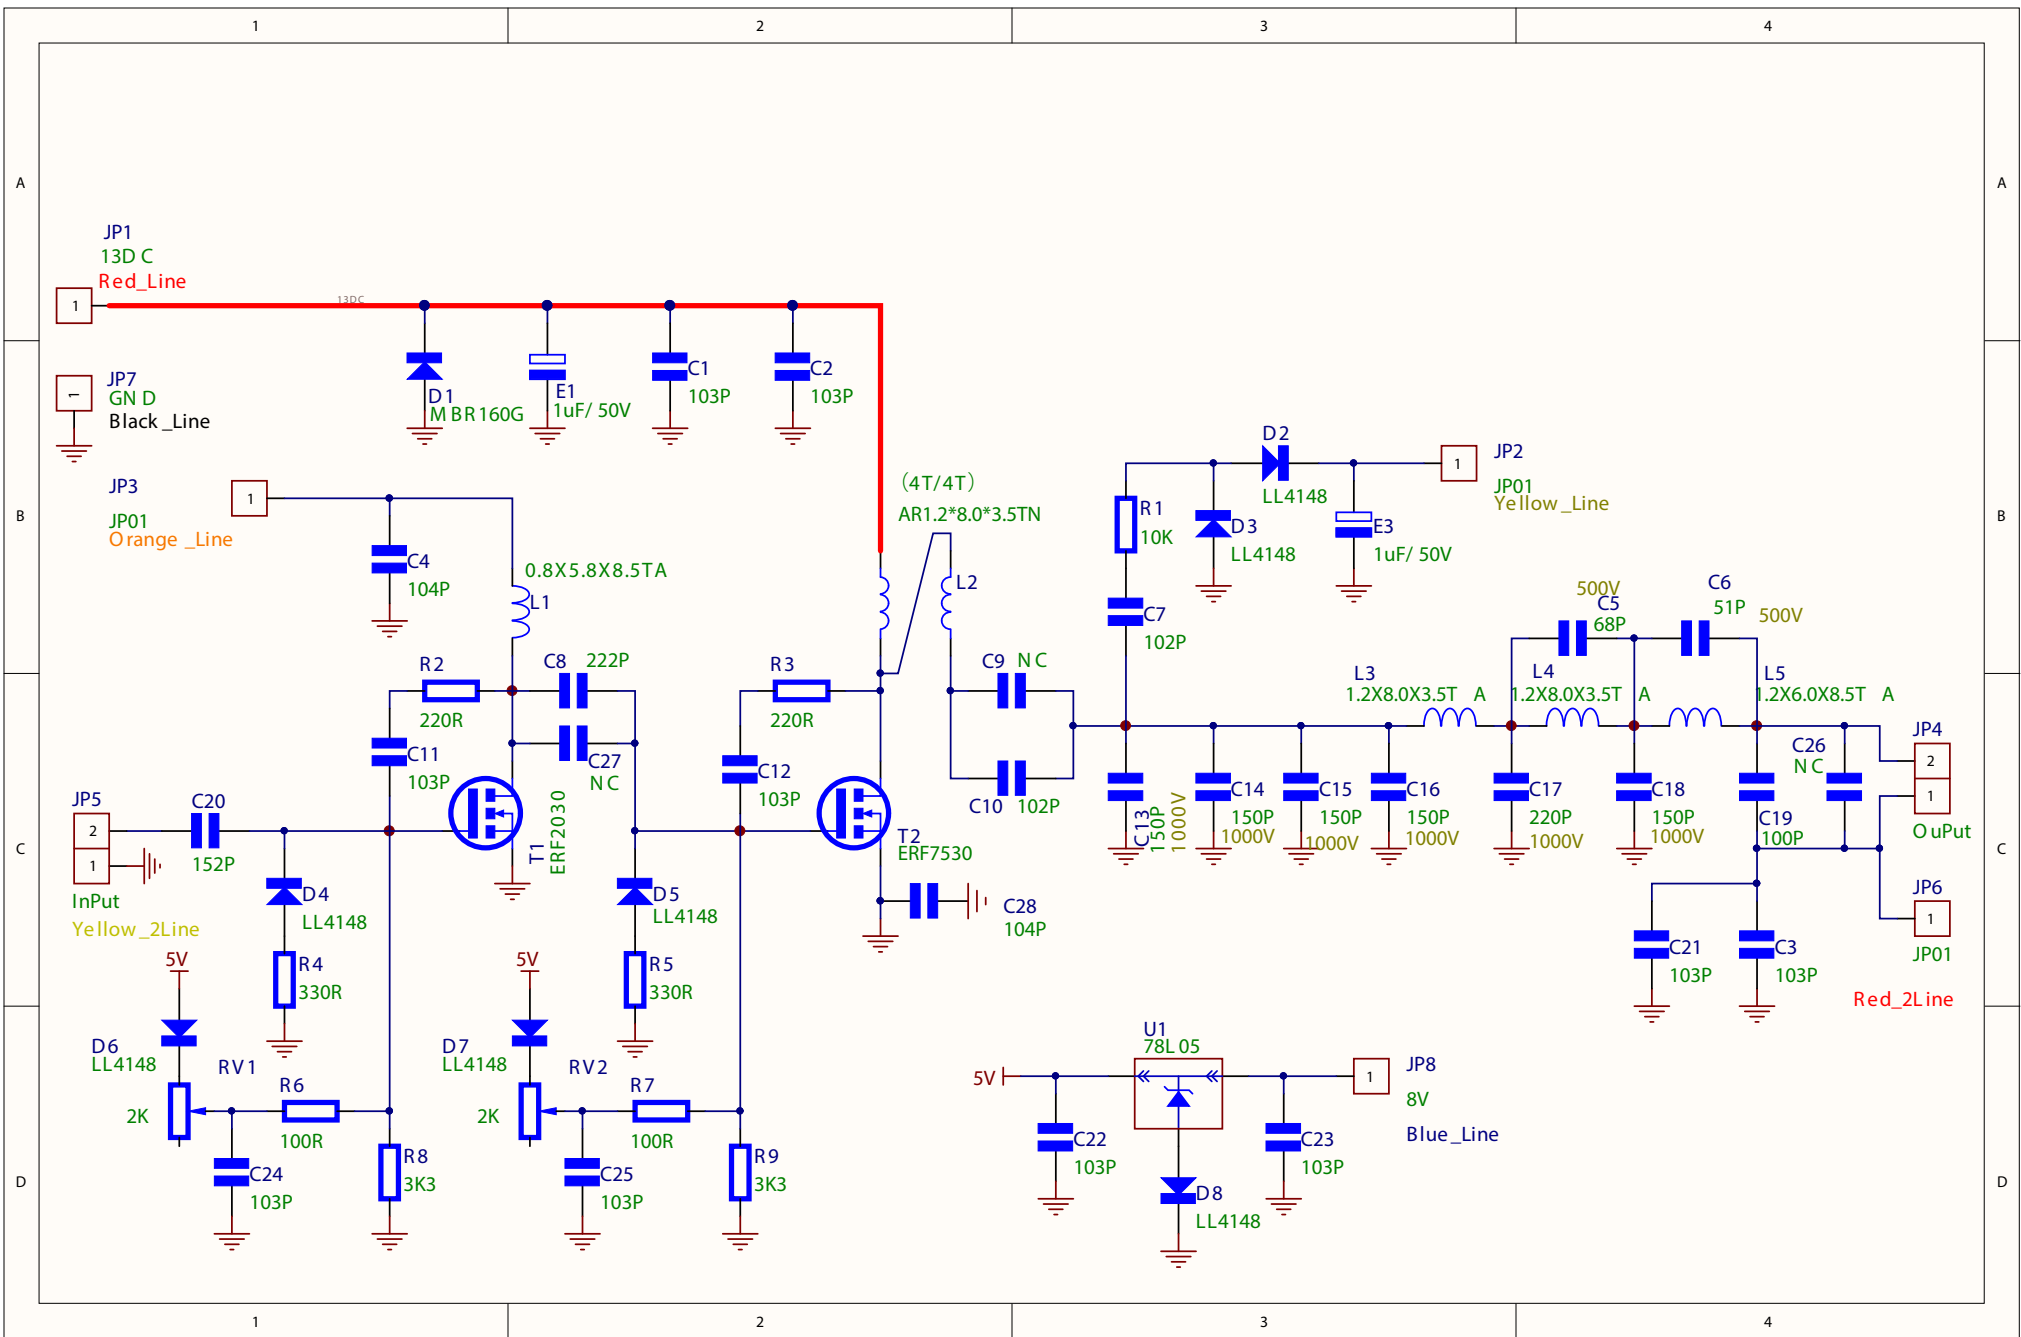 1 2 3 4
A A
JP1
13D C
Red_Line
1
13DC
D1
MBR160G
E1
1uF/ 50V
C1
103P
C2
103P
JP7
GN D
Black_Line
1
B B
JP3
JP01
Orange _Line
1
C4
104P
0.8X5.8X8.5TA
L1
(4T/4T)
AR1.2*8.0*3.5TN
L2
R1
10K
C7
102P
D2
LL4148
D3
LL4148
E3
1uF/ 50V
1
JP2
JP01
Yellow_Line
R2
220R
C8
222P
C27
N C
C11
103P
R3
220R
C12
103P
C9
N C
C10
102P
500V
C5
68P
C6
51P
500V
L3
1.2X8.0X3.5T A
L4
1.2X8.0X3.5T A
L5
1.2X6.0X8.5T A
C C
JP5
2
1
InPut
Yellow_2Line
C20
152P
T1
ERF2030
T2
ERF7530
C28
104P
C13
150P
1000V
C14
150P
1000V
C15
150P
1000V
C16
150P
1000V
C17
220P
1000V
C18
150P
1000V
C19
100P
C26
N C
JP4
2
1
OuPut
JP6
1
JP01
Red_2Line
C21
103P
C3
103P
D4
LL4148
R4
330R
D5
LL4148
R5
330R
5V
D6
LL4148
RV1
2K
R6
100R
C24
103P
R8
3K3
5V
D7
LL4148
RV2
2K
R7
100R
C25
103P
R9
3K3
U1
78L05
5V
C22
103P
D8
LL4148
C23
103P
1
JP8
8V
Blue_Line
D D
1 2 3 4